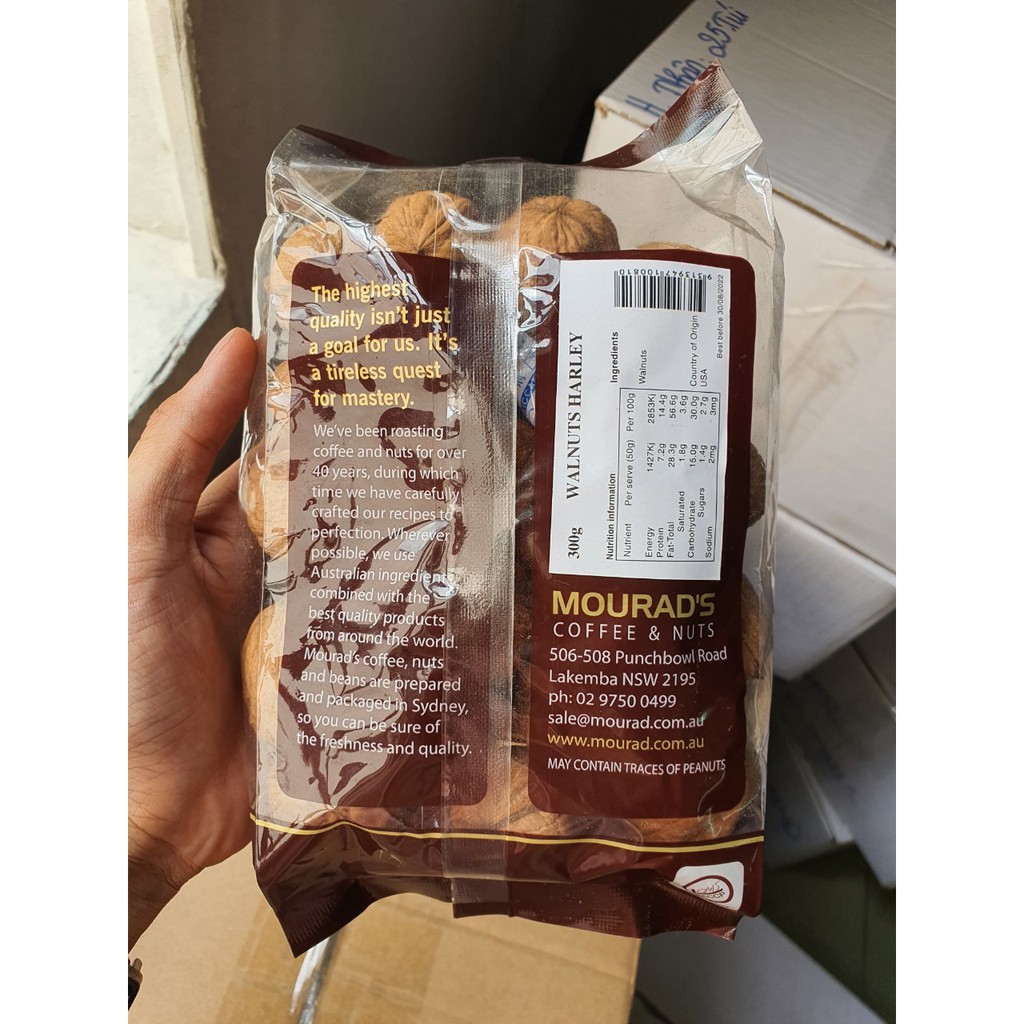 H Nhân 25 Túi
The highest
quality isn't just
a goal for us. It's
a tireless quest
for mastery.
We've been roasting
coffee and nuts for over
40 years, during which
time we have carefully
crafted our recipes to
perfection. Wherever
possible, we use
Australian ingredients
combined with the
best quality products
from around the world.
Mourad's coffee, nuts
and beans are prepared
and packaged in Sydney,
so you can be sure of
the freshness and quality.
300g WALNUTS HARLEY
Nutrition information
Nutrient Per serve (50g) Per 100g
Energy 1427Kj 2853Kj
Protein 7.2g 14.4g
Fat-Total 28.3g 56.6g
Saturated 1.8g 3.6g
Carbohydrate 15.0g 30.0g
Sugars 1.4g 2.7g
Sodium 2mg 3mg
Ingredients
Walnuts
Country of Origin
USA
Best before 30/08/2022
9 313947 100810
MOURAD'S
COFFEE & NUTS
506-508 Punchbowl Road
Lakemba NSW 2195
ph: 02 9750 0499
sale@mourad.com.au
www.mourad.com.au
MAY CONTAIN TRACES OF PEANUTS